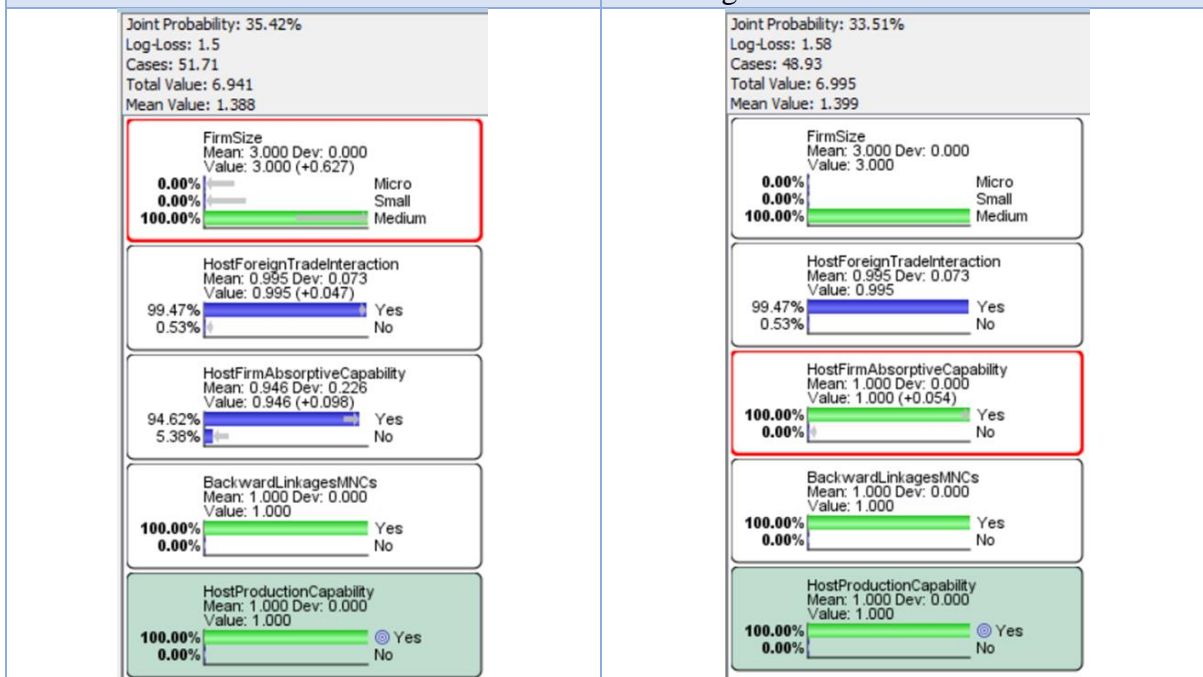 Joint Probability: 35.42%
Log-Loss: 1.5
Cases: 51.71
Total Value: 6.941
Mean Value: 1.388
FirmSize
Mean: 3.000 Dev: 0.000
Value: 3.000 (+0.627)
0.00% Micro
0.00% Small
100.00% Medium
HostForeignTradeInteraction
Mean: 0.995 Dev: 0.073
Value: 0.995 (+0.047)
99.47% Yes
0.53% No
HostFirmAbsorptiveCapability
Mean: 0.946 Dev: 0.226
Value: 0.946 (+0.098)
94.62% Yes
5.38% No
BackwardLinkagesMNCs
Mean: 1.000 Dev: 0.000
Value: 1.000
100.00% Yes
0.00% No
HostProductionCapability
Mean: 1.000 Dev: 0.000
Value: 1.000
100.00% Yes
0.00% No
Joint Probability: 33.51%
Log-Loss: 1.58
Cases: 48.93
Total Value: 6.995
Mean Value: 1.399
FirmSize
Mean: 3.000 Dev: 0.000
Value: 3.000
0.00% Micro
0.00% Small
100.00% Medium
HostForeignTradeInteraction
Mean: 0.995 Dev: 0.073
Value: 0.995
99.47% Yes
0.53% No
HostFirmAbsorptiveCapability
Mean: 1.000 Dev: 0.000
Value: 1.000 (+0.054)
100.00% Yes
0.00% No
BackwardLinkagesMNCs
Mean: 1.000 Dev: 0.000
Value: 1.000
100.00% Yes
0.00% No
HostProductionCapability
Mean: 1.000 Dev: 0.000
Value: 1.000
100.00% Yes
0.00% No